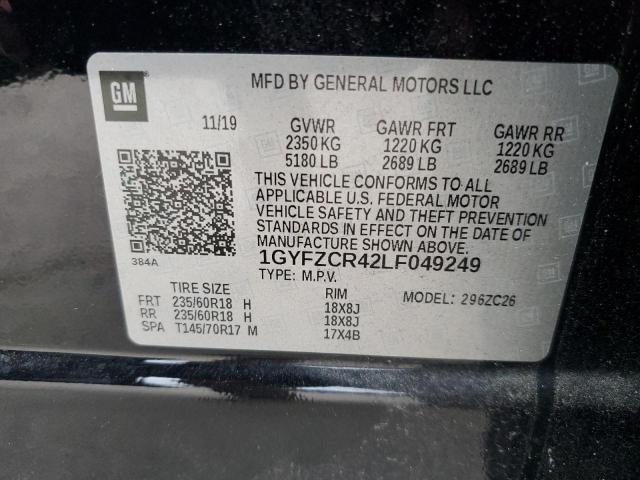 GM
MFD BY GENERAL MOTORS LLC
11/19 GVWR GAWR FRT GAWR RR
2350 KG 1220 KG 1220 KG
5180 LB 2689 LB 2689 LB
THIS VEHICLE CONFORMS TO ALL
APPLICABLE U.S. FEDERAL MOTOR
VEHICLE SAFETY AND THEFT PREVENTION
STANDARDS IN EFFECT ON THE DATE OF
MANUFACTURE SHOWN ABOVE.
384A
1GYFZCR42LF049249
TYPE: M.P.V.
TIRE SIZE RIM MODEL: 296ZC26
FRT 235/60R18 H 18X8J
RR 235/60R18 H 18X8J
SPA T145/70R17 M 17X4B